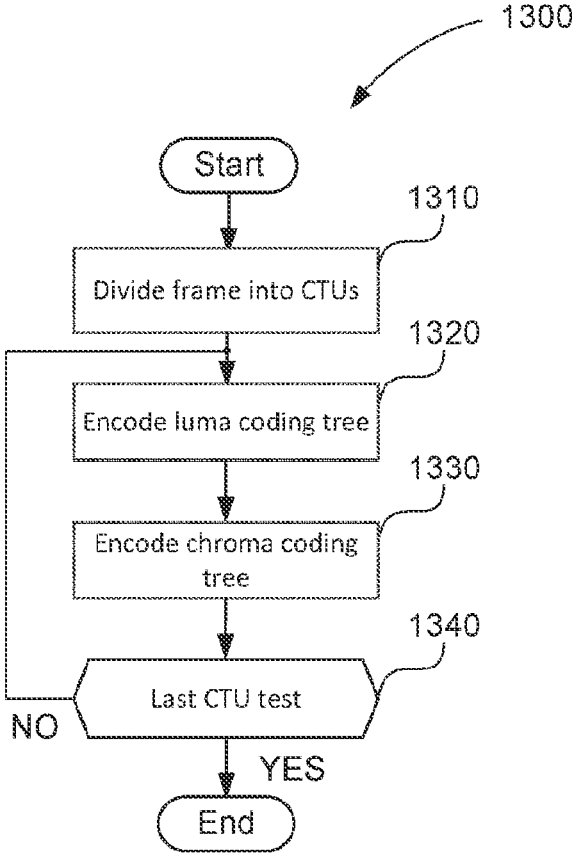 1300
Start
1310
Divide frame into CTUs
1320
Encode luma coding tree
1330
Encode chroma coding
tree
1340
Last CTU test
NO
YES
End